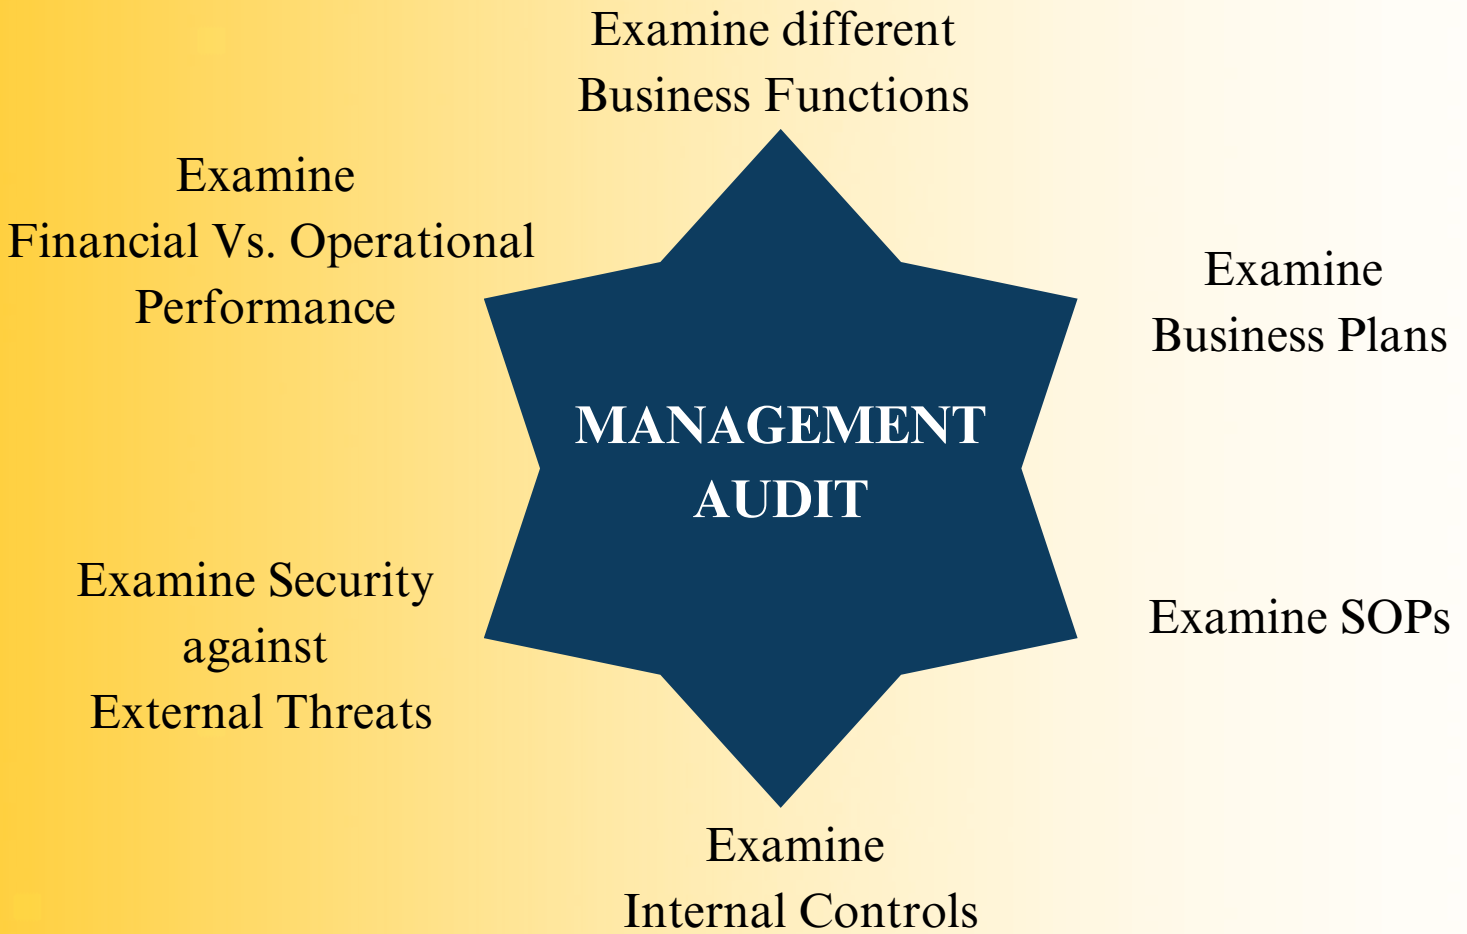 Examine different
Business Functions
Examine
Financial Vs. Operational
Performance
Examine
Business Plans
MANAGEMENT
AUDIT
Examine Security
against
External Threats
Examine SOPs
Examine
Internal Controls